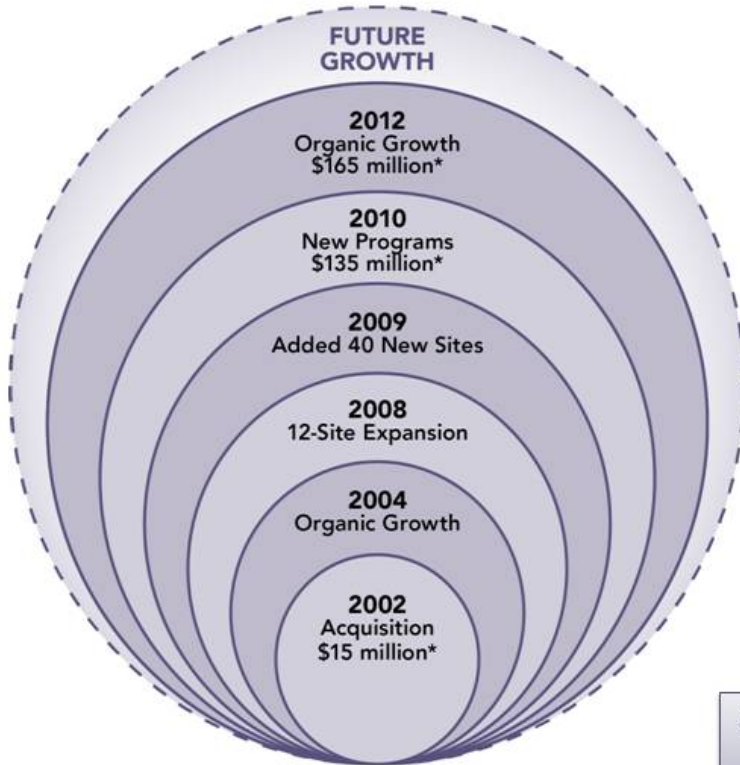 FUTURE
GROWTH
2012
Organic Growth
$165 million*
2010
New Programs
$135 million*
2009
Added 40 New Sites
2008
12-Site Expansion
2004
Organic Growth
2002
Acquisition
$15 million*